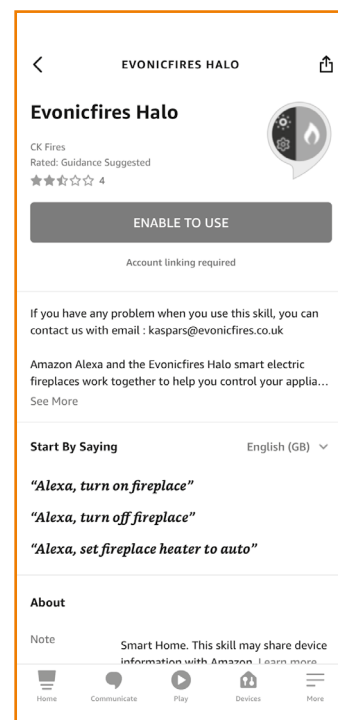 EVONICFIRES HALO
Evonicfires Halo
CK Fires
Rated: Guidance Suggested
4
ENABLE TO USE
Account linking required
If you have any problem when you use this skill, you can
contact us with email : kaspars@evonicfires.co.uk
Amazon Alexa and the Evonicfires Halo smart electric
fireplaces work together to help you control your applia...
See More
Start By Saying
English (GB)
“Alexa, turn on fireplace”
“Alexa, turn off fireplace”
“Alexa, set fireplace heater to auto”
About
Note
Smart Home. This skill may share device
information with Amazon. Learn more
Home
Communicate
Play
Devices
More